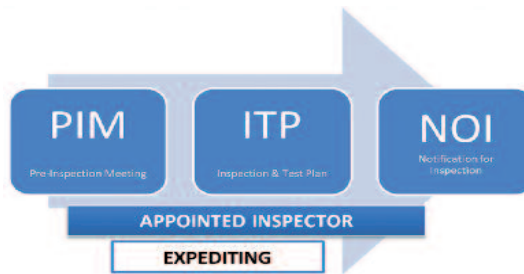 PIM
Pre-Inspection Meeting
ITP
Inspection & Test Plan
NOI
Notification for
Inspection
APPOINTED INSPECTOR
EXPEDITING